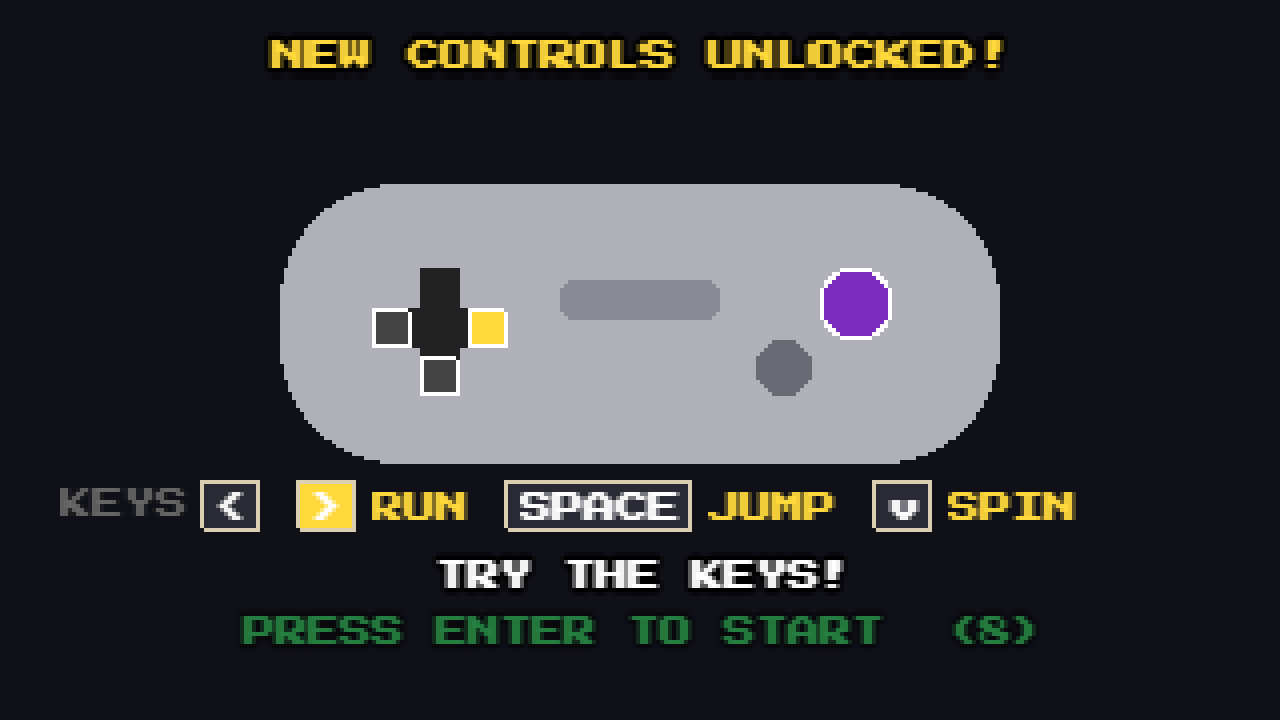 NEW CONTROLS UNLOCKED!
KEYS < > RUN SPACE JUMP v SPIN
TRY THE KEYS!
PRESS ENTER TO START (8)